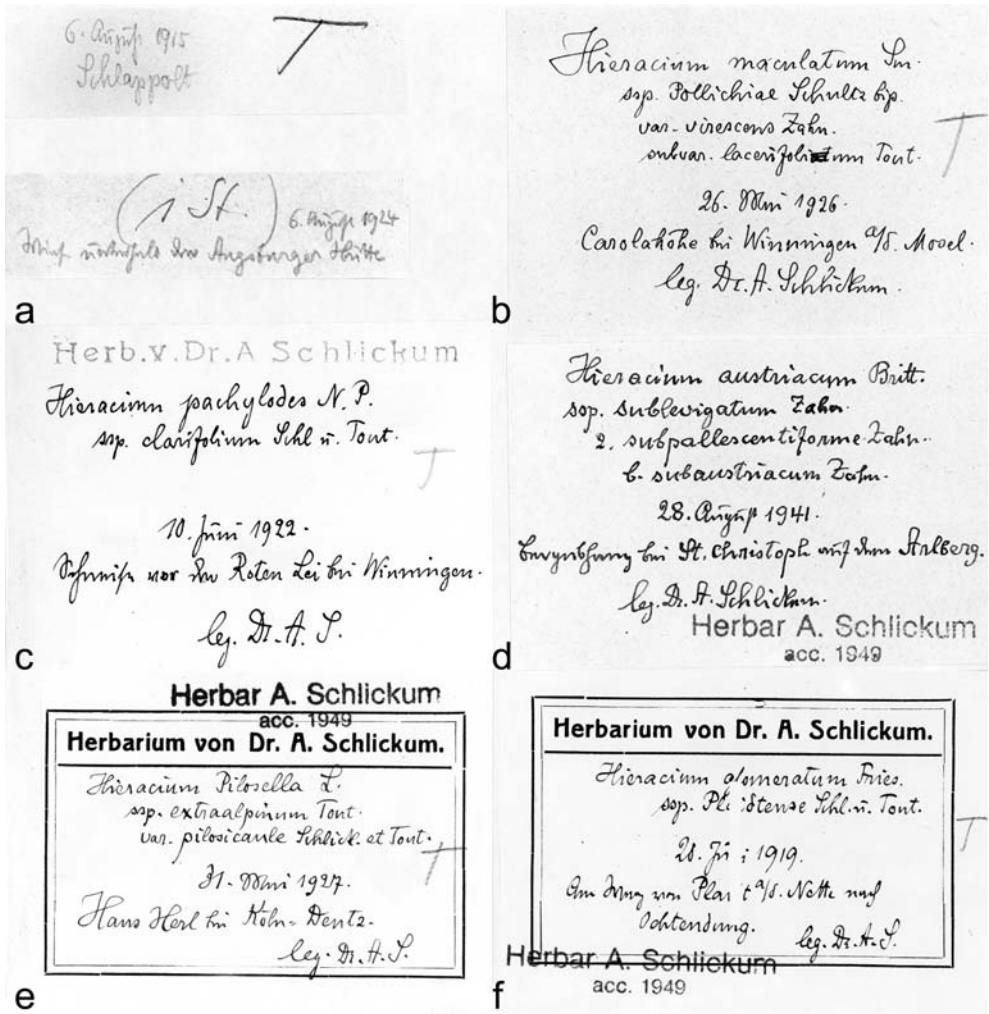 6. August 1915
T
Schlappolt
(1 St.)
6. August 1924
unterhalb der Augsburger Hütte
a
Hieracium maculatum Sm.
ssp. Pollichiae Schultz bip.
var. virescens Zahn.
subvar. lacerifolium Tout.
T
26. Mai 1926.
Carolahöhe bei Winningen a/d. Mosel.
leg. Dr. A. Schlickum.
b
Herb. v. Dr. A Schlickum
Hieracium pachylodes N. P.
ssp. clarifolium Schl u. Tout.
T
10. Juni 1922.
Schneise vor der Roten Lei bei Winningen.
leg. Dr. A. S.
c
Hieracium austriacum Britt.
ssp. sublevigatum Zahn.
2. subpallescentiforme Zahn.
b. subaustriacum Zahn.
28. August 1941.
bei St. Christoph auf dem Arlberg.
leg. Dr. A. Schlickum.
Herbar A. Schlickum
acc. 1949
d
Herbar A. Schlickum
acc. 1949
Herbarium von Dr. A. Schlickum.
Hieracium Pilosella L.
ssp. extraalpinum Tout.
var. pilosicaule Schlick. et Tout.
T
31. Mai 1927.
Haus Herl bei Köln-Deutz.
leg. Dr. A. S.
e
Herbarium von Dr. A. Schlickum.
Hieracium glomeratum Fries.
ssp. Pl idtense Schl. u. Tout.
T
28. Ju i 1919.
Am Weg von Plai t a/d. Nette nach
Ochtendung.
leg. Dr. A. S.
Herbar A. Schlickum
acc. 1949
f